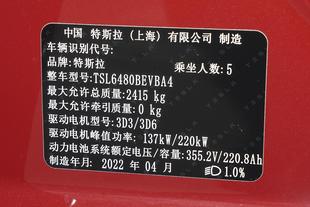 中国 特斯拉(上海)有限公司 制造
车辆识别代号:
品牌:特斯拉 乘坐人数:5
整车型号:TSL6480BEVBA4
最大允许总质量:2415 kg
最大允许牵引质量:0 kg
驱动电机型号:3D3/3D6
驱动电机峰值功率:137kW/220kW
动力电池系统额定电压/容量:355.2V/220.8Ah
制造年月:2022 年 04 月 1.0%